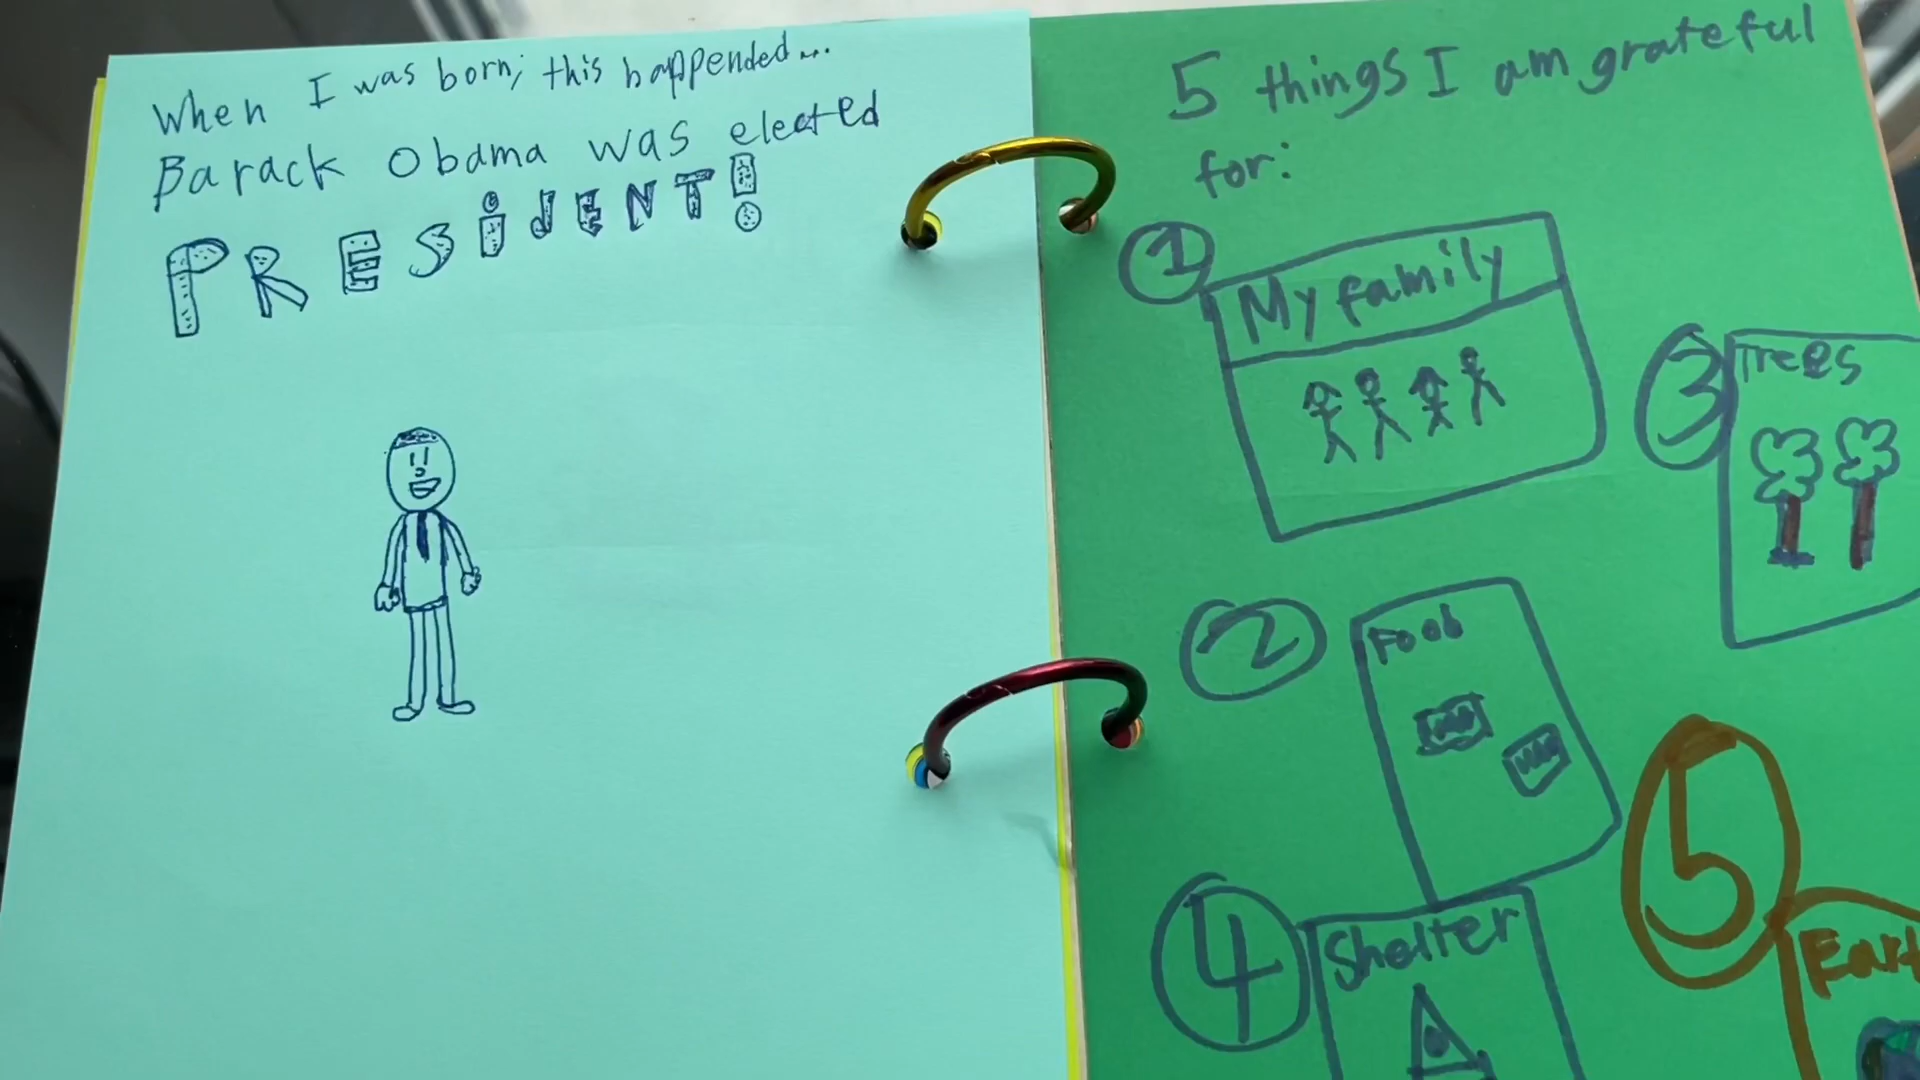 When I was born; this happended...
Barack Obama was elected
PRESiDENT!
5 things I am grateful
for:
1
My family
3
Trees
2
Food
5
4
Shelter